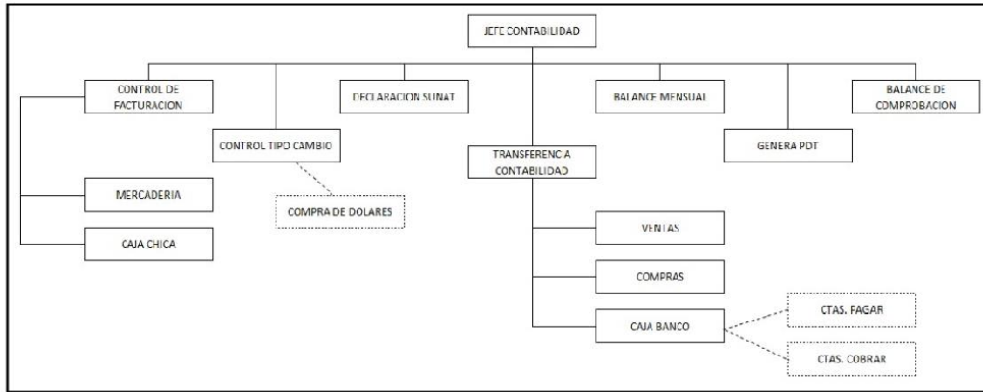 JEFE CONTABILIDAD
CONTROL DE
FACTURACION
DECLARACION SUNAT
BALANCE MENSUAL
BALANCE DE
COMPROBACION
CONTROL TIPO CAMBIO
TRANSFERENCIA
CONTABILIDAD
GENERA PDT
MERCADERIA
COMPRA DE DOLARES
CAJA CHICA
VENTAS
COMPRAS
CAJA BANCO
CTAS. PAGAR
CTAS. COBRAR